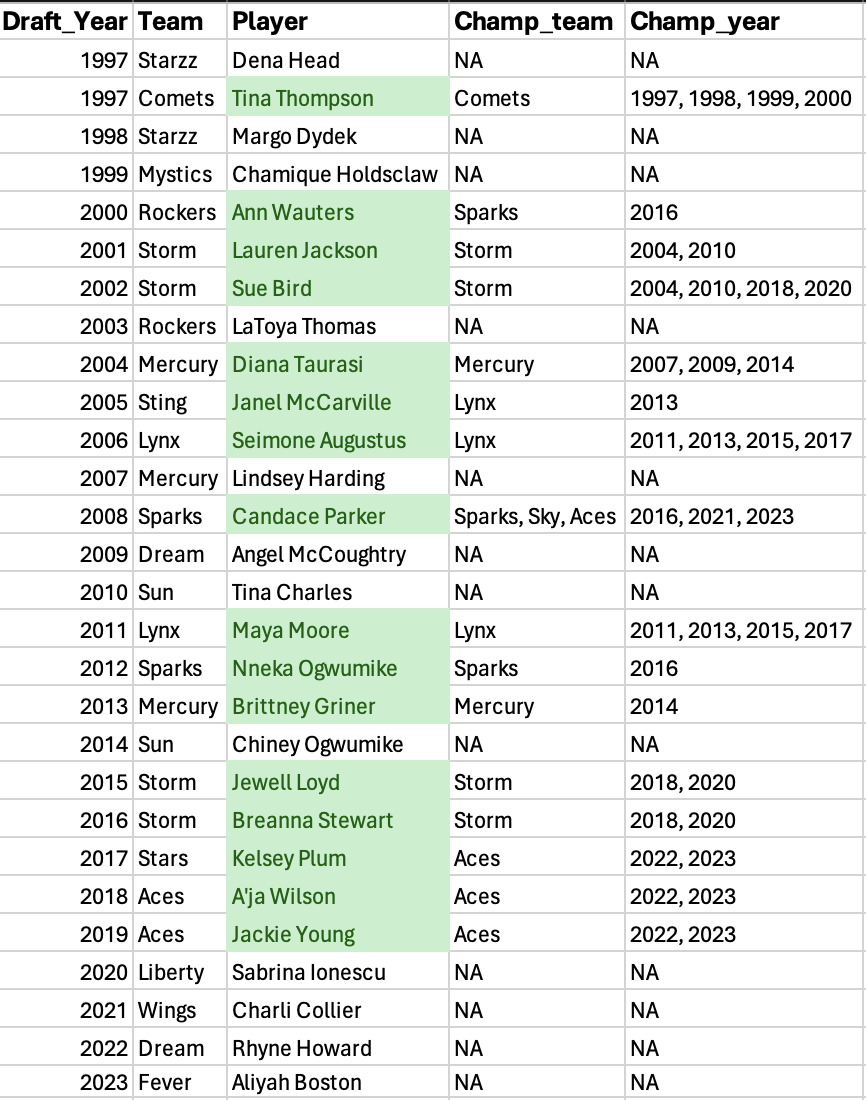 Draft_Year Team Player Champ_team Champ_year
1997 Starzz Dena Head NA NA
1997 Comets Tina Thompson Comets 1997, 1998, 1999, 2000
1998 Starzz Margo Dydek NA NA
1999 Mystics Chamique Holdsclaw NA NA
2000 Rockers Ann Wauters Sparks 2016
2001 Storm Lauren Jackson Storm 2004, 2010
2002 Storm Sue Bird Storm 2004, 2010, 2018, 2020
2003 Rockers LaToya Thomas NA NA
2004 Mercury Diana Taurasi Mercury 2007, 2009, 2014
2005 Sting Janel McCarville Lynx 2013
2006 Lynx Seimone Augustus Lynx 2011, 2013, 2015, 2017
2007 Mercury Lindsey Harding NA NA
2008 Sparks Candace Parker Sparks, Sky, Aces 2016, 2021, 2023
2009 Dream Angel McCoughtry NA NA
2010 Sun Tina Charles NA NA
2011 Lynx Maya Moore Lynx 2011, 2013, 2015, 2017
2012 Sparks Nneka Ogwumike Sparks 2016
2013 Mercury Brittney Griner Mercury 2014
2014 Sun Chiney Ogwumike NA NA
2015 Storm Jewell Loyd Storm 2018, 2020
2016 Storm Breanna Stewart Storm 2018, 2020
2017 Stars Kelsey Plum Aces 2022, 2023
2018 Aces A'ja Wilson Aces 2022, 2023
2019 Aces Jackie Young Aces 2022, 2023
2020 Liberty Sabrina Ionescu NA NA
2021 Wings Charli Collier NA NA
2022 Dream Rhyne Howard NA NA
2023 Fever Aliyah Boston NA NA